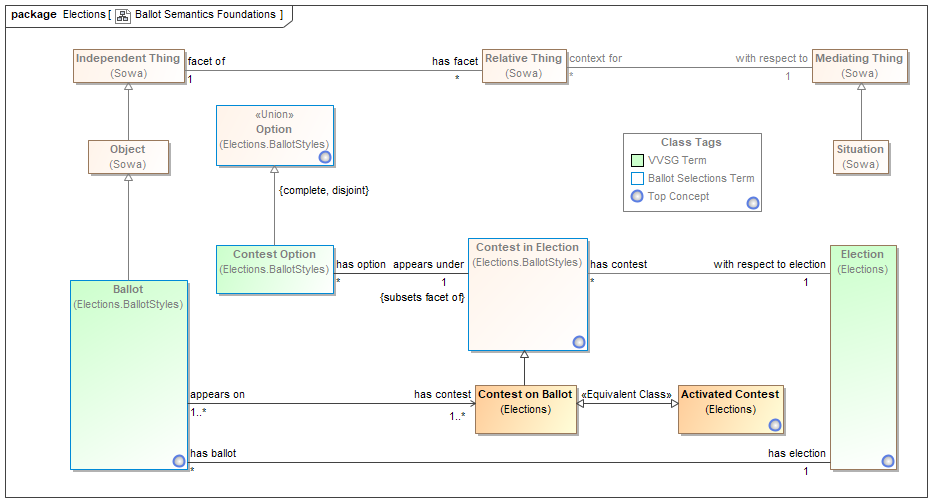 package Elections [ Ballot Semantics Foundations ]
Independent Thing
(Sowa)
facet of
1
has facet
*
Relative Thing
(Sowa)
context for
*
with respect to
1
Mediating Thing
(Sowa)
Object
(Sowa)
«Union»
Option
(Elections.BallotStyles)
{complete, disjoint}
Class Tags
VVSG Term
Ballot Selections Term
Top Concept
Situation
(Sowa)
Contest Option
(Elections.BallotStyles)
has option
*
appears under
1
{subsets facet of}
Contest in Election
(Elections.BallotStyles)
has contest
*
with respect to election
1
Election
(Elections)
Ballot
(Elections.BallotStyles)
appears on
1..*
has contest
1..*
Contest on Ballot
(Elections)
«Equivalent Class»
Activated Contest
(Elections)
has ballot
*
has election
1